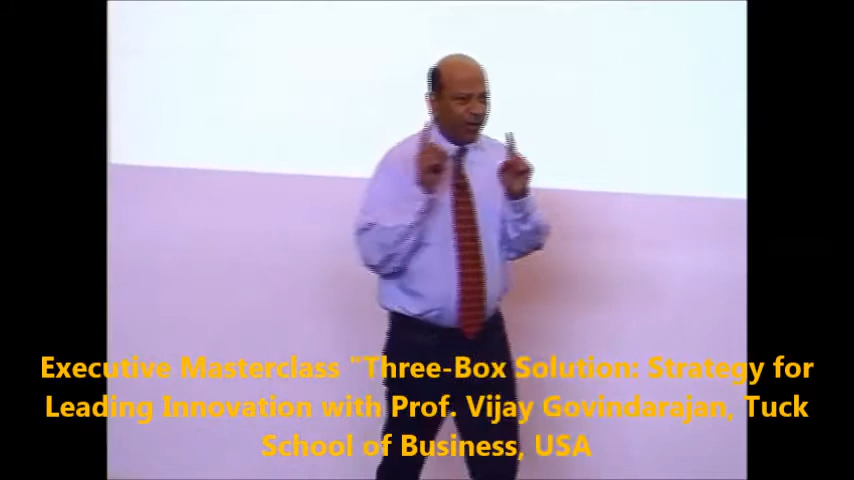 Executive Masterclass "Three-Box Solution: Strategy for
Leading Innovation with Prof. Vijay Govindarajan, Tuck
School of Business, USA